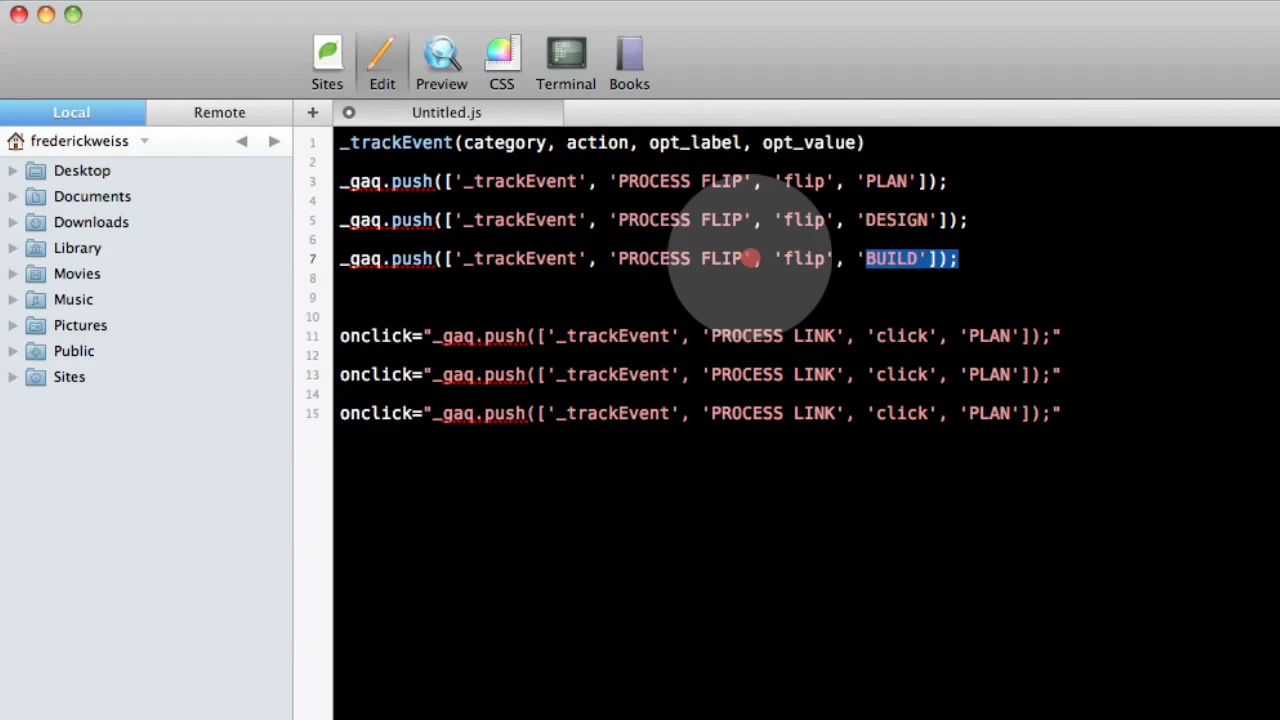 Sites Edit Preview CSS Terminal Books
Local Remote + Untitled.js
frederickweiss
Desktop
Documents
Downloads
Library
Movies
Music
Pictures
Public
Sites
1 _trackEvent(category, action, opt_label, opt_value)
2
3 _gaq.push(['_trackEvent', 'PROCESS FLIP', 'flip', 'PLAN']);
4
5 _gaq.push(['_trackEvent', 'PROCESS FLIP', 'flip', 'DESIGN']);
6
7 _gaq.push(['_trackEvent', 'PROCESS FLIP', 'flip', 'BUILD']);
8
9
10
11 onclick="_gaq.push(['_trackEvent', 'PROCESS LINK', 'click', 'PLAN']);"
12
13 onclick="_gaq.push(['_trackEvent', 'PROCESS LINK', 'click', 'PLAN']);"
14
15 onclick="_gaq.push(['_trackEvent', 'PROCESS LINK', 'click', 'PLAN']);"